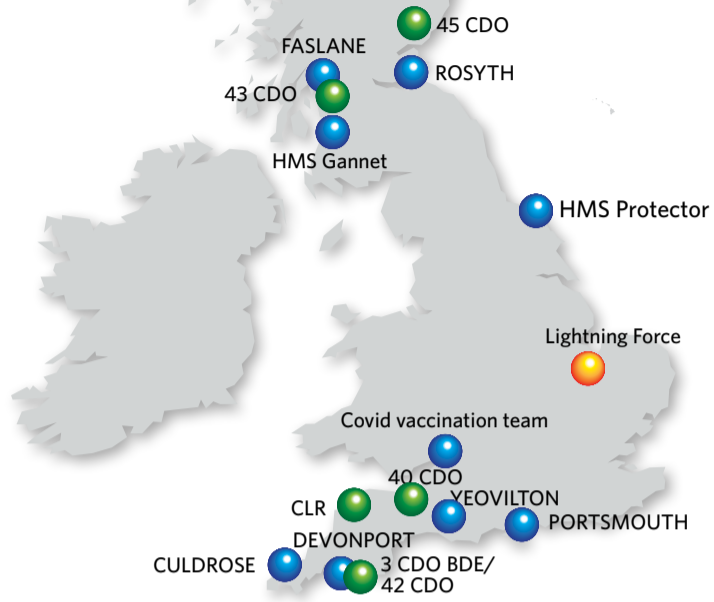 45 CDO
FASLANE
ROSYTH
43 CDO
HMS Gannet
HMS Protector
Lightning Force
Covid vaccination team
40 CDO
YEOVILTON
CLR
PORTSMOUTH
DEVONPORT
CULDROSE
3 CDO BDE/
42 CDO